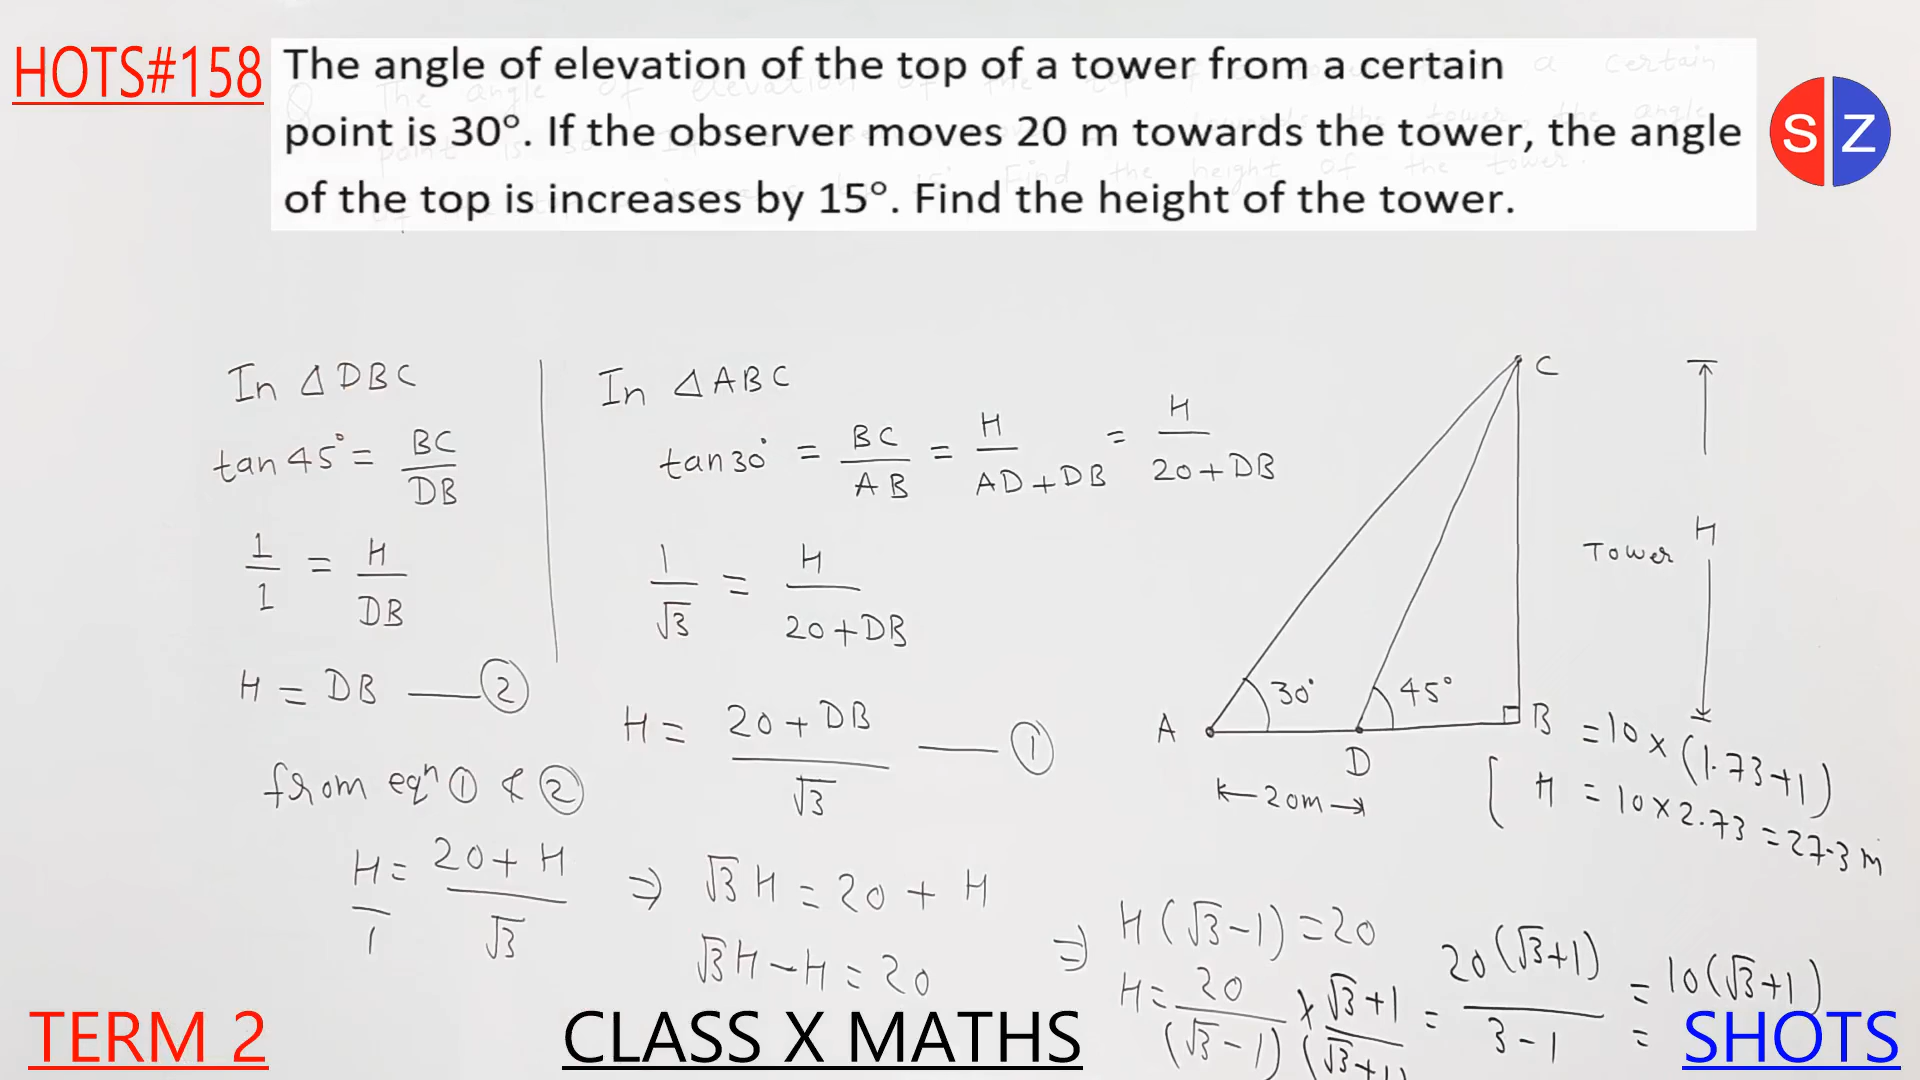 HOTS#158
The angle of elevation of the top of a tower from a certain
point is 30°. If the observer moves 20 m towards the tower, the angle
of the top is increases by 15°. Find the height of the tower.
S Z
In △DBC
tan 45° = BC/DB
1/1 = H/DB
H = DB —— ②
from eqⁿ ① & ②
H/1 = (20 + H)/√3
In △ABC
tan 30° = BC/AB = H/(AD + DB) = H/(20 + DB)
1/√3 = H/(20 + DB)
H = (20 + DB)/√3 —— ①
⇒ √3 H = 20 + H
√3 H − H = 20
⇒ H(√3 − 1) = 20
H = 20/(√3 − 1) × (√3 + 1)/(√3 + 1) = 20(√3 + 1)/(3 − 1) = 10(√3 + 1)
=
C
Tower H
30° 45°
A D B
20m
= 10 × (1.73 + 1)
H = 10 × 2.73 = 27.3 m
TERM 2
CLASS X MATHS
SHOTS